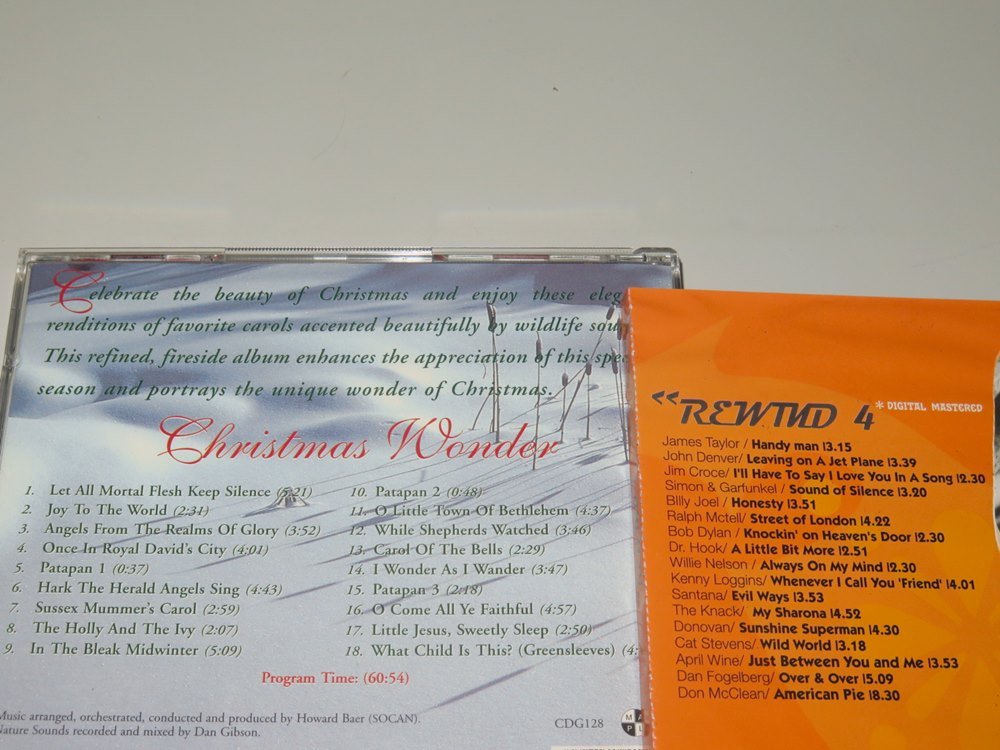 Celebrate the beauty of Christmas and enjoy these
renditions of favorite carols accented beautifully by wildlife
This refined, fireside album enhances the appreciation of this
season and portrays the unique wonder of Christmas.
Christmas Wonder
1. Let All Mortal Flesh Keep Silence (5:21)
2. Joy To The World (2:31)
3. Angels From The Realms Of Glory (3:52)
4. Once In Royal David's City (4:01)
5. Patapan 1 (0:37)
6. Hark The Herald Angels Sing (4:43)
7. Sussex Mummer's Carol (2:59)
8. The Holly And The Ivy (2:07)
9. In The Bleak Midwinter (5:09)
10. Patapan 2 (0:48)
11. O Little Town Of Bethlehem (4:37)
12. While Shepherds Watched (3:46)
13. Carol Of The Bells (2:29)
14. I Wonder As I Wander (3:47)
15. Patapan 3 (2:18)
16. O Come All Ye Faithful (4:57)
17. Little Jesus, Sweetly Sleep (2:50)
18. What Child Is This? (Greensleeves) (4:
Program Time: (60:54)
Music arranged, orchestrated, conducted and produced by Howard Baer (SOCAN).
Nature Sounds recorded and mixed by Dan Gibson.
CDG128
<<REWIND 4 * DIGITAL MASTERED
James Taylor / Handy man 13.15
John Denver/ Leaving on A Jet Plane 13.39
Jim Croce/ I'll Have To Say I Love You In A Song 12.30
Simon & Garfunkel / Sound of Silence 13.20
Billy Joel / Honesty 13.51
Ralph Mctell/ Street of London 14.22
Bob Dylan / Knockin' on Heaven's Door 12.30
Dr. Hook/ A Little Bit More 12.51
Willie Nelson / Always On My Mind 12.30
Kenny Loggins/ Whenever I Call You 'Friend' 14.01
Santana/ Evil Ways 13.53
The Knack/ My Sharona 14.52
Donovan/ Sunshine Superman 14.30
Cat Stevens/ Wild World 13.18
April Wine/ Just Between You and Me 13.53
Dan Fogelberg/ Over & Over 15.09
Don McClean/ American Pie 18.30